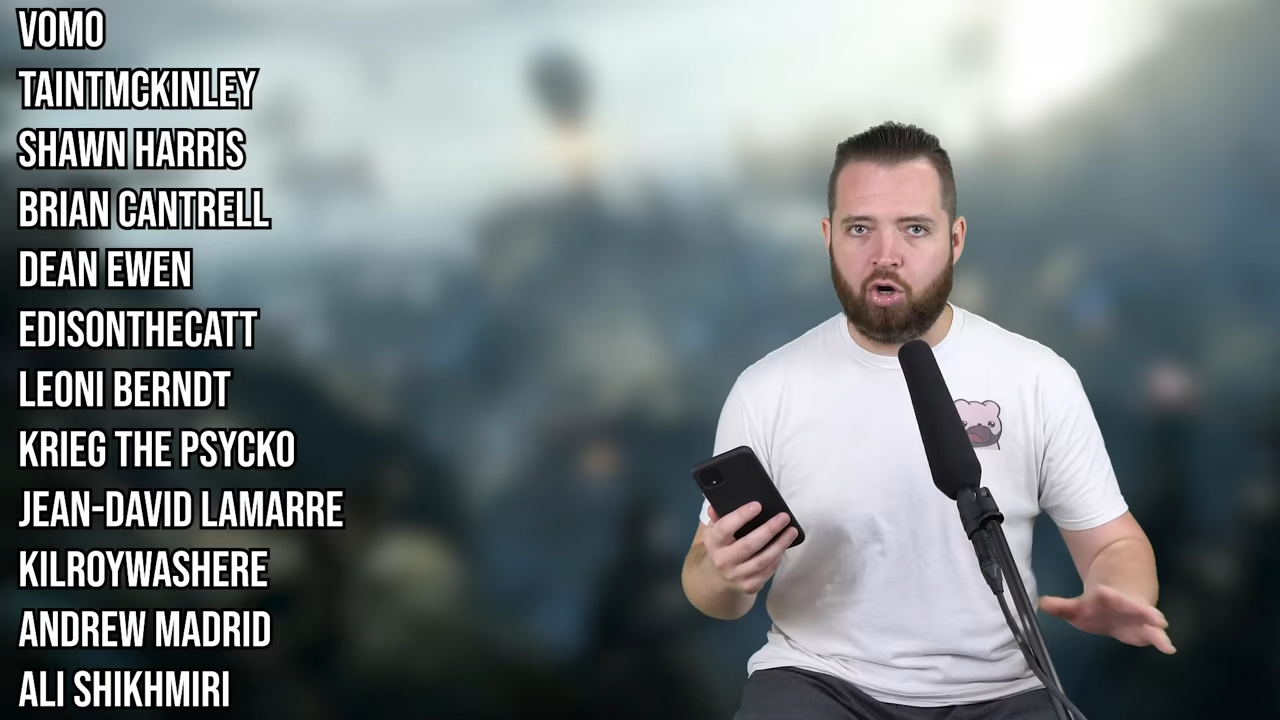 VOMO
TAINTMCKINLEY
SHAWN HARRIS
BRIAN CANTRELL
DEAN EWEN
EDISONTHECATT
LEONI BERNDT
KRIEG THE PSYCKO
JEAN-DAVID LAMARRE
KILROYWASHERE
ANDREW MADRID
ALI SHIKHMIRI